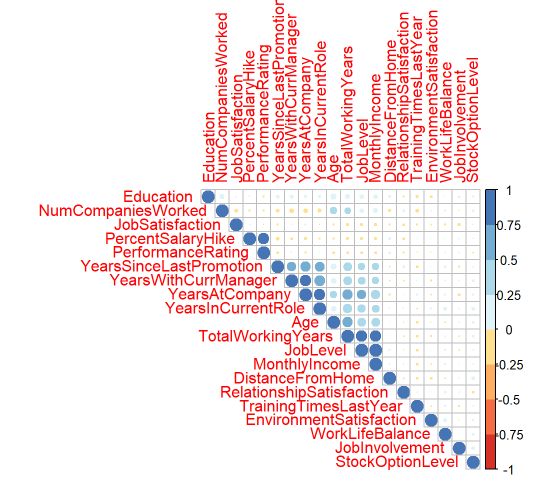 Education
NumCompaniesWorked
JobSatisfaction
PercentSalaryHike
PerformanceRating
YearsSinceLastPromotion
YearsWithCurrManager
YearsAtCompany
YearsInCurrentRole
Age
TotalWorkingYears
JobLevel
MonthlyIncome
DistanceFromHome
RelationshipSatisfaction
TrainingTimesLastYear
EnvironmentSatisfaction
WorkLifeBalance
JobInvolvement
StockOptionLevel
Education
NumCompaniesWorked
JobSatisfaction
PercentSalaryHike
PerformanceRating
YearsSinceLastPromotion
YearsWithCurrManager
YearsAtCompany
YearsInCurrentRole
Age
TotalWorkingYears
JobLevel
MonthlyIncome
DistanceFromHome
RelationshipSatisfaction
TrainingTimesLastYear
EnvironmentSatisfaction
WorkLifeBalance
JobInvolvement
StockOptionLevel
1
0.75
0.5
0.25
0
-0.25
-0.5
-0.75
-1